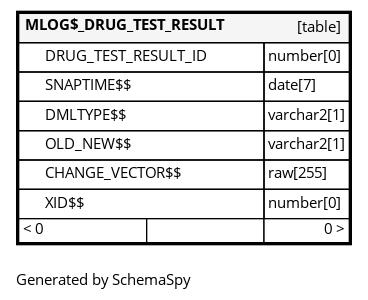 MLOG$_DRUG_TEST_RESULT [table]
DRUG_TEST_RESULT_ID number[0]
SNAPTIME$$ date[7]
DMLTYPE$$ varchar2[1]
OLD_NEW$$ varchar2[1]
CHANGE_VECTOR$$ raw[255]
XID$$ number[0]
< 0 0 >
Generated by SchemaSpy